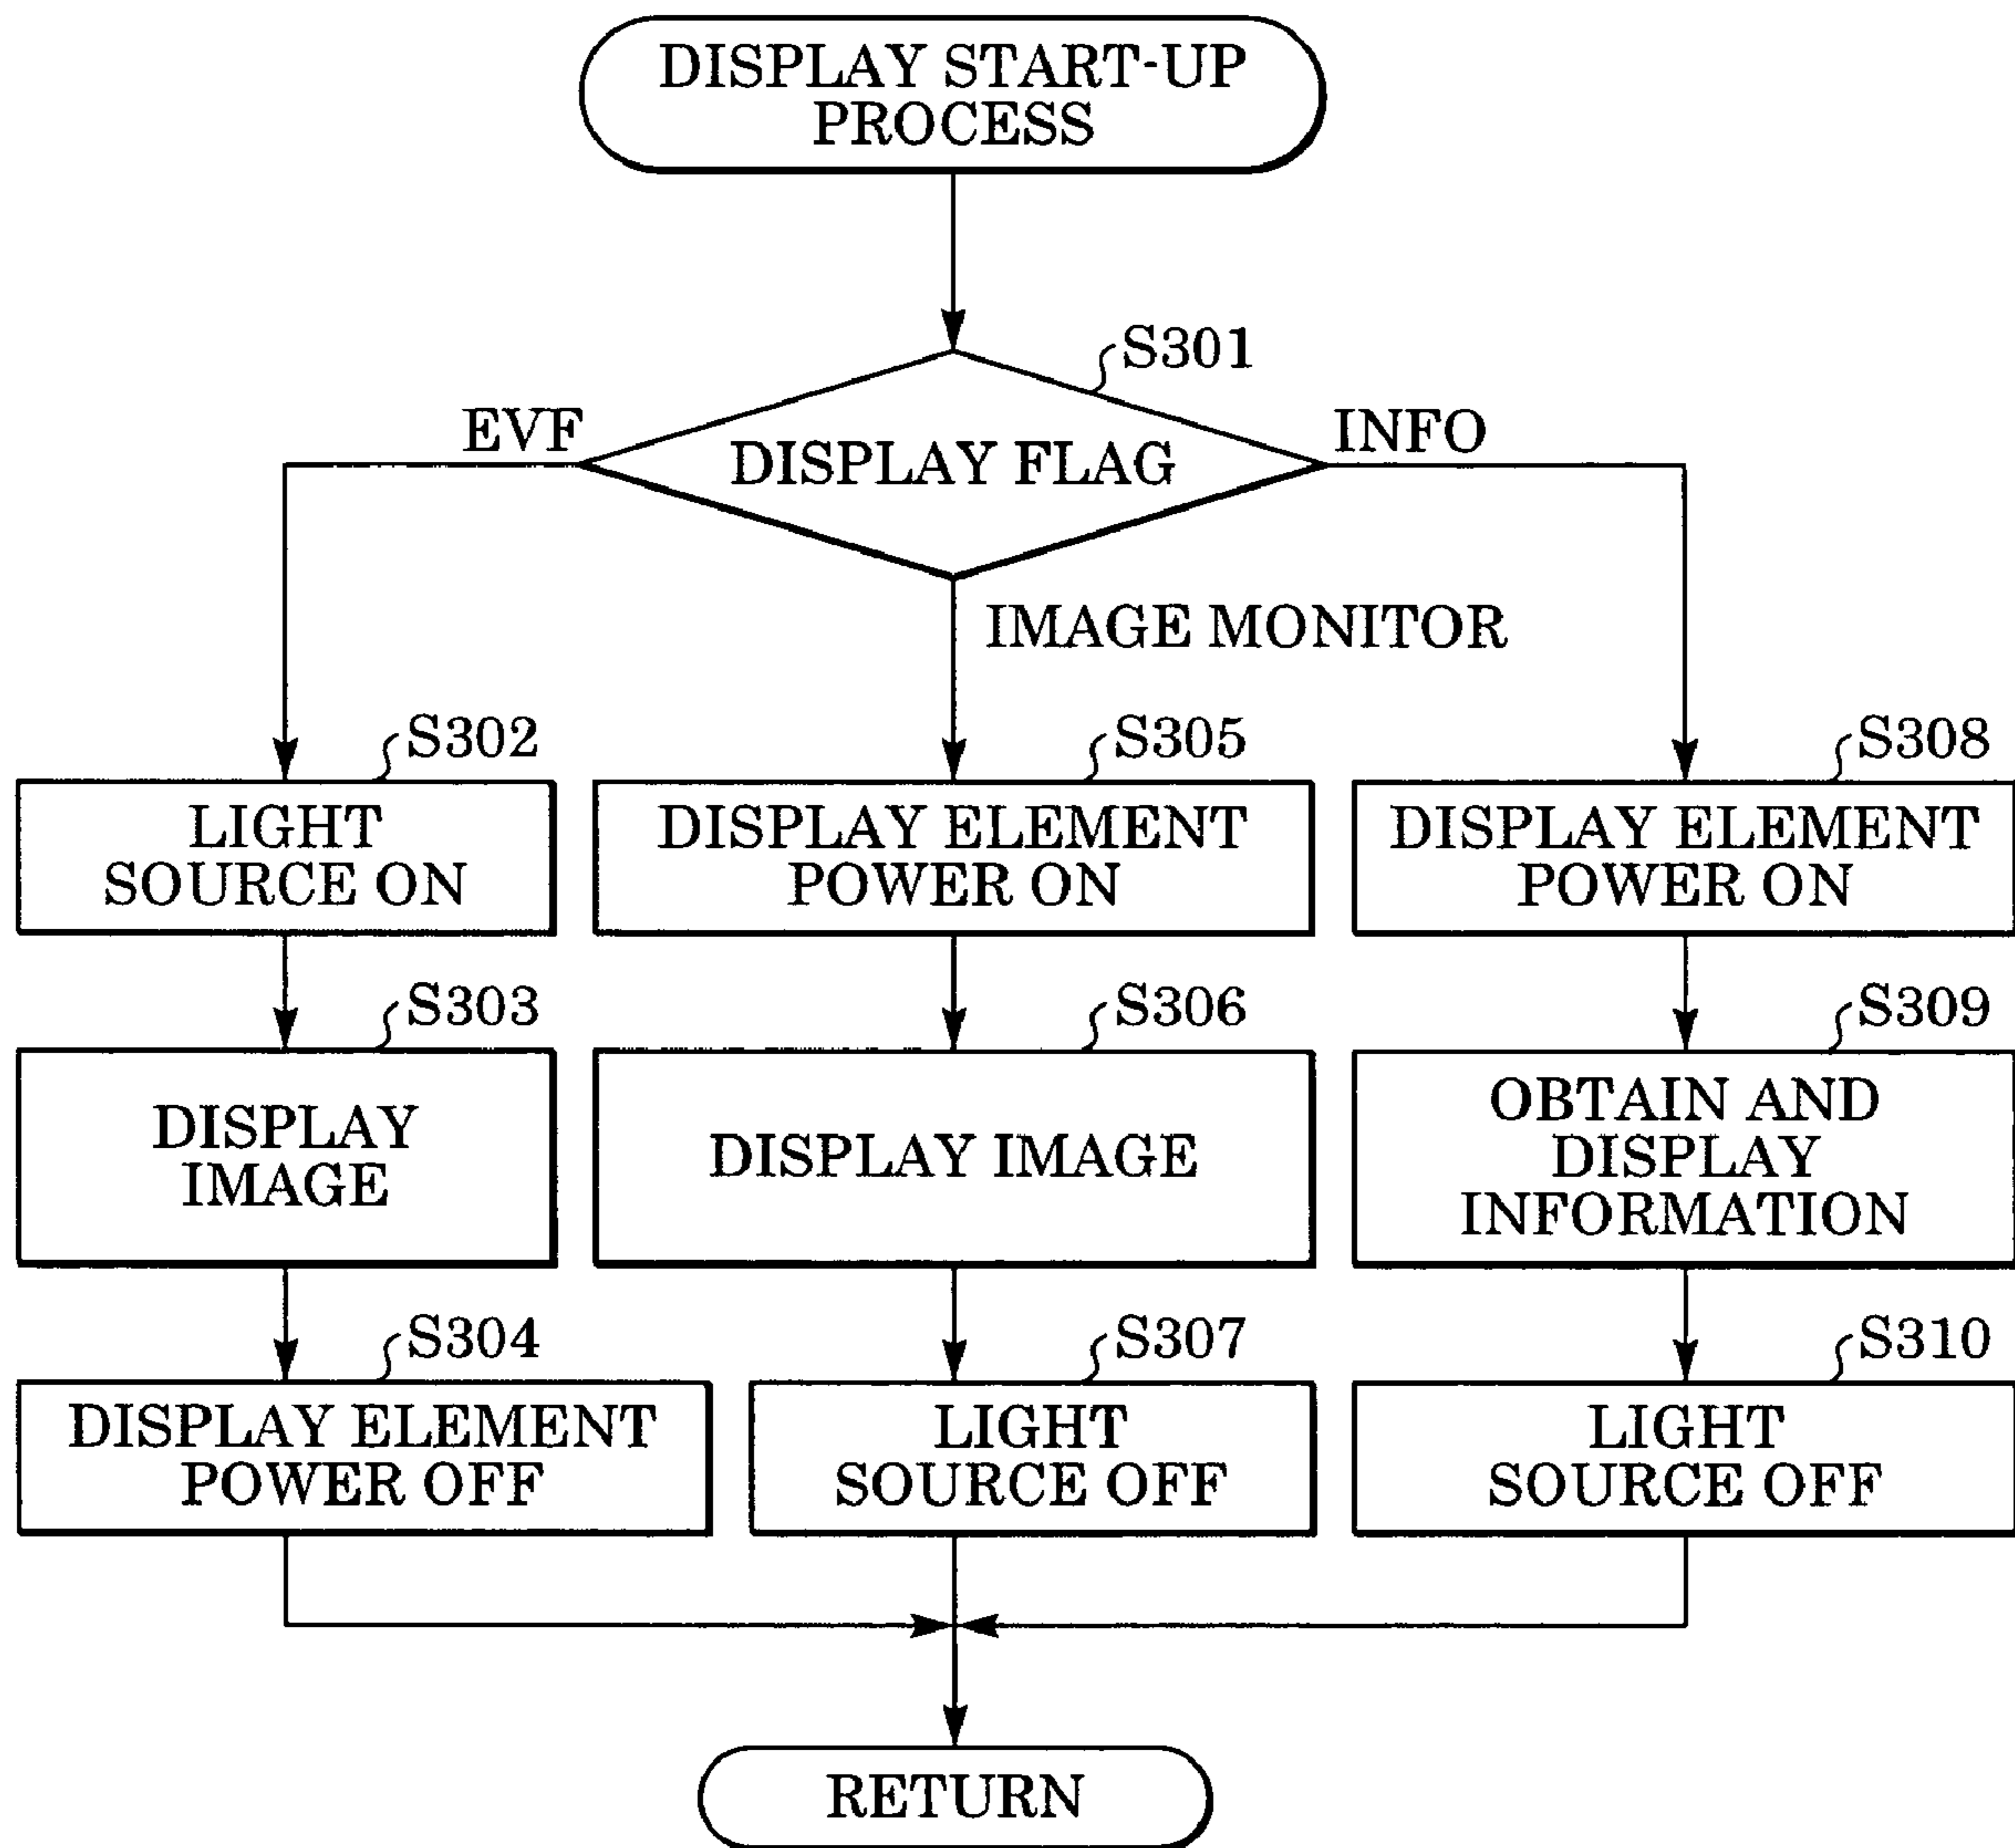 DISPLAY START-UP
PROCESS
S301
EVF
DISPLAY FLAG
INFO
IMAGE MONITOR
S302
LIGHT
SOURCE ON
S305
DISPLAY ELEMENT
POWER ON
S308
DISPLAY ELEMENT
POWER ON
S303
DISPLAY
IMAGE
S306
DISPLAY IMAGE
S309
OBTAIN AND
DISPLAY
INFORMATION
S304
DISPLAY ELEMENT
POWER OFF
S307
LIGHT
SOURCE OFF
S310
LIGHT
SOURCE OFF
RETURN